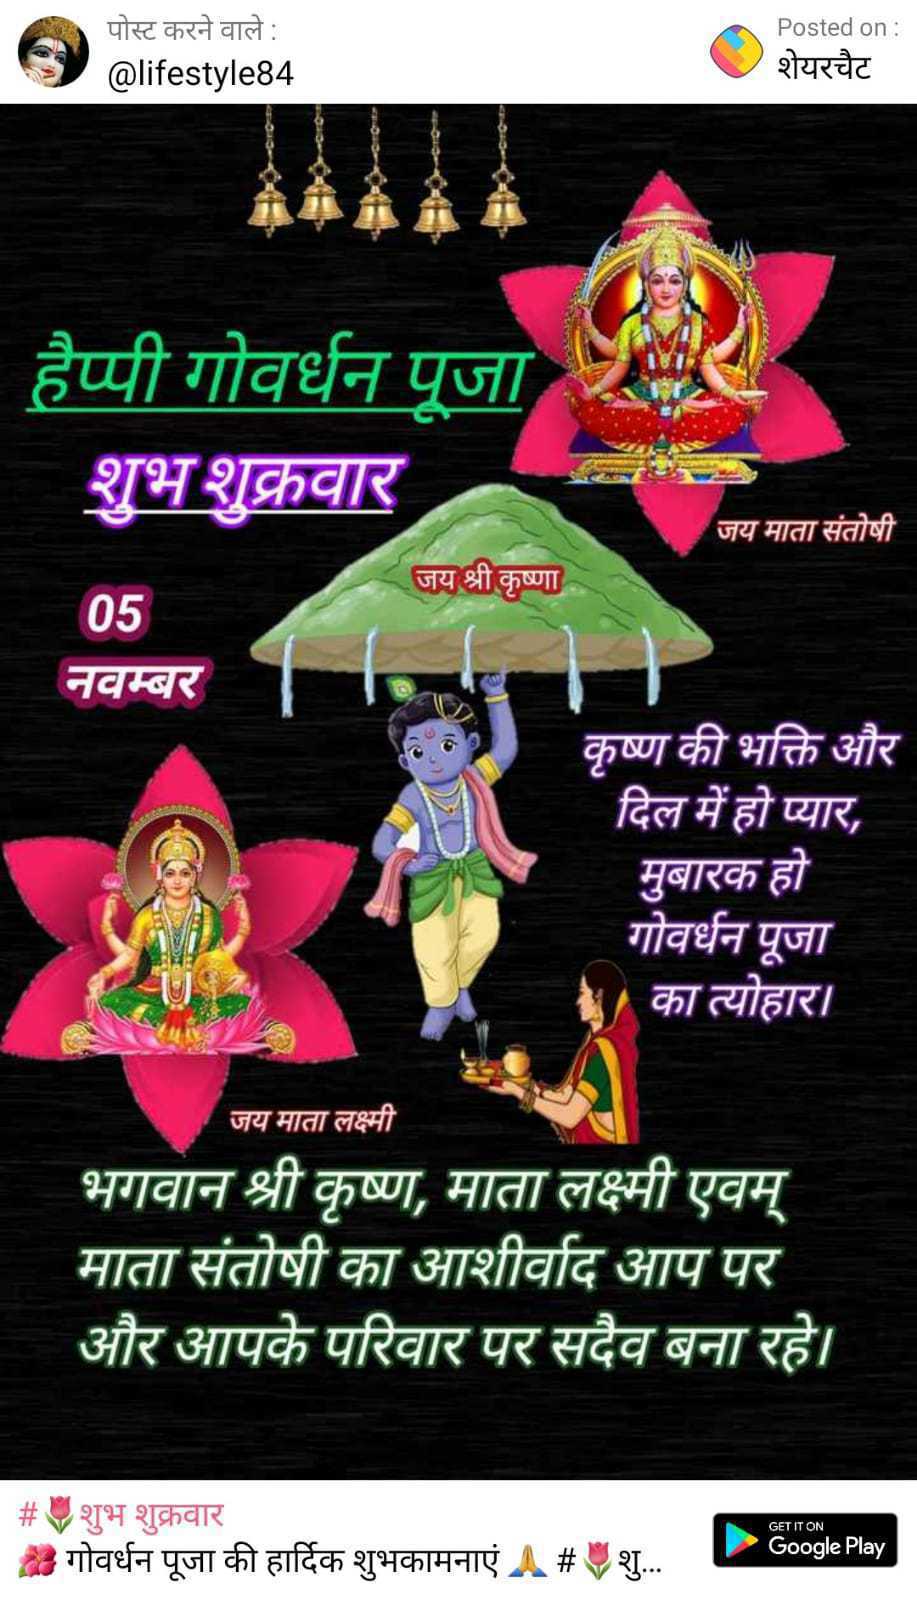 पोस्ट करने वाले :
@lifestyle84
Posted on :
शेयरचैट
हैप्पी गोवर्धन पूजा
शुभ शुक्रवार
जय माता संतोषी
जय श्री कृष्णा
05
नवम्बर
कृष्ण की भक्ति और
दिल में हो प्यार,
मुबारक हो
गोवर्धन पूजा
का त्योहार।
जय माता लक्ष्मी
भगवान श्री कृष्ण, माता लक्ष्मी एवम्
माता संतोषी का आशीर्वाद आप पर
और आपके परिवार पर सदैव बना रहे।
#🌷शुभ शुक्रवार
🌺 गोवर्धन पूजा की हार्दिक शुभकामनाएं 🙏 #🌷शु...
GET IT ON
Google Play